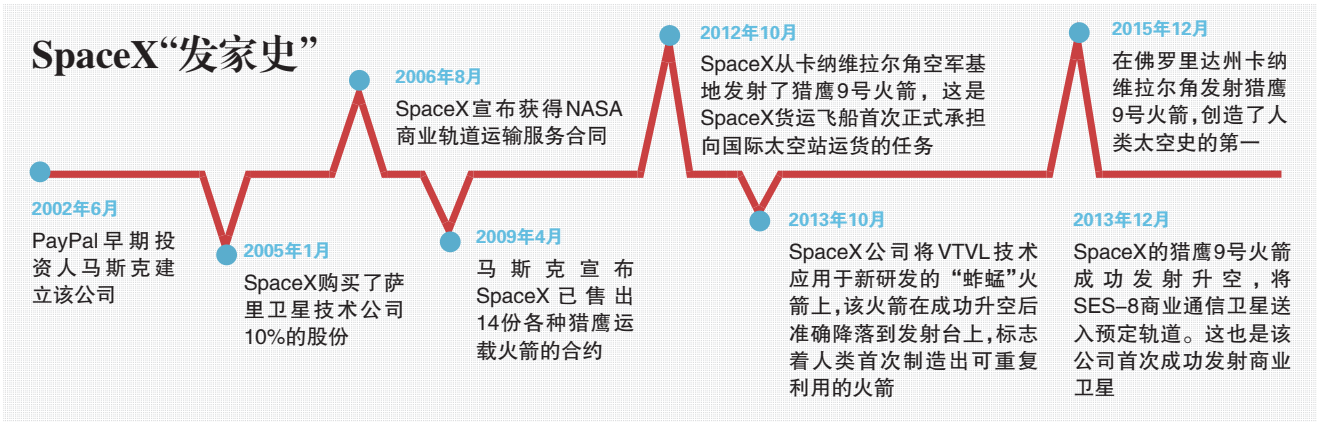 SpaceX“发家史”
2002年6月
PayPal早期投
资人马斯克建
立该公司
2005年1月
SpaceX购买了萨
里卫星技术公司
10%的股份
2006年8月
SpaceX宣布获得NASA
商业轨道运输服务合同
2009年4月
马斯克宣布
SpaceX已售出
14份各种猎鹰运
载火箭的合约
2012年10月
SpaceX从卡纳维拉尔角空军基
地发射了猎鹰9号火箭，这是
SpaceX货运飞船首次正式承担
向国际太空站运货的任务
2013年10月
SpaceX公司将VTVL技术
应用于新研发的“蚱蜢”火
箭上,该火箭在成功升空后
准确降落到发射台上,标志
着人类首次制造出可重复
利用的火箭
2015年12月
在佛罗里达州卡纳
维拉尔角发射猎鹰
9号火箭,创造了人
类太空史的第一
2013年12月
SpaceX的猎鹰9号火箭
成功发射升空,将
SES–8商业通信卫星送
入预定轨道。这也是该
公司首次成功发射商业
卫星